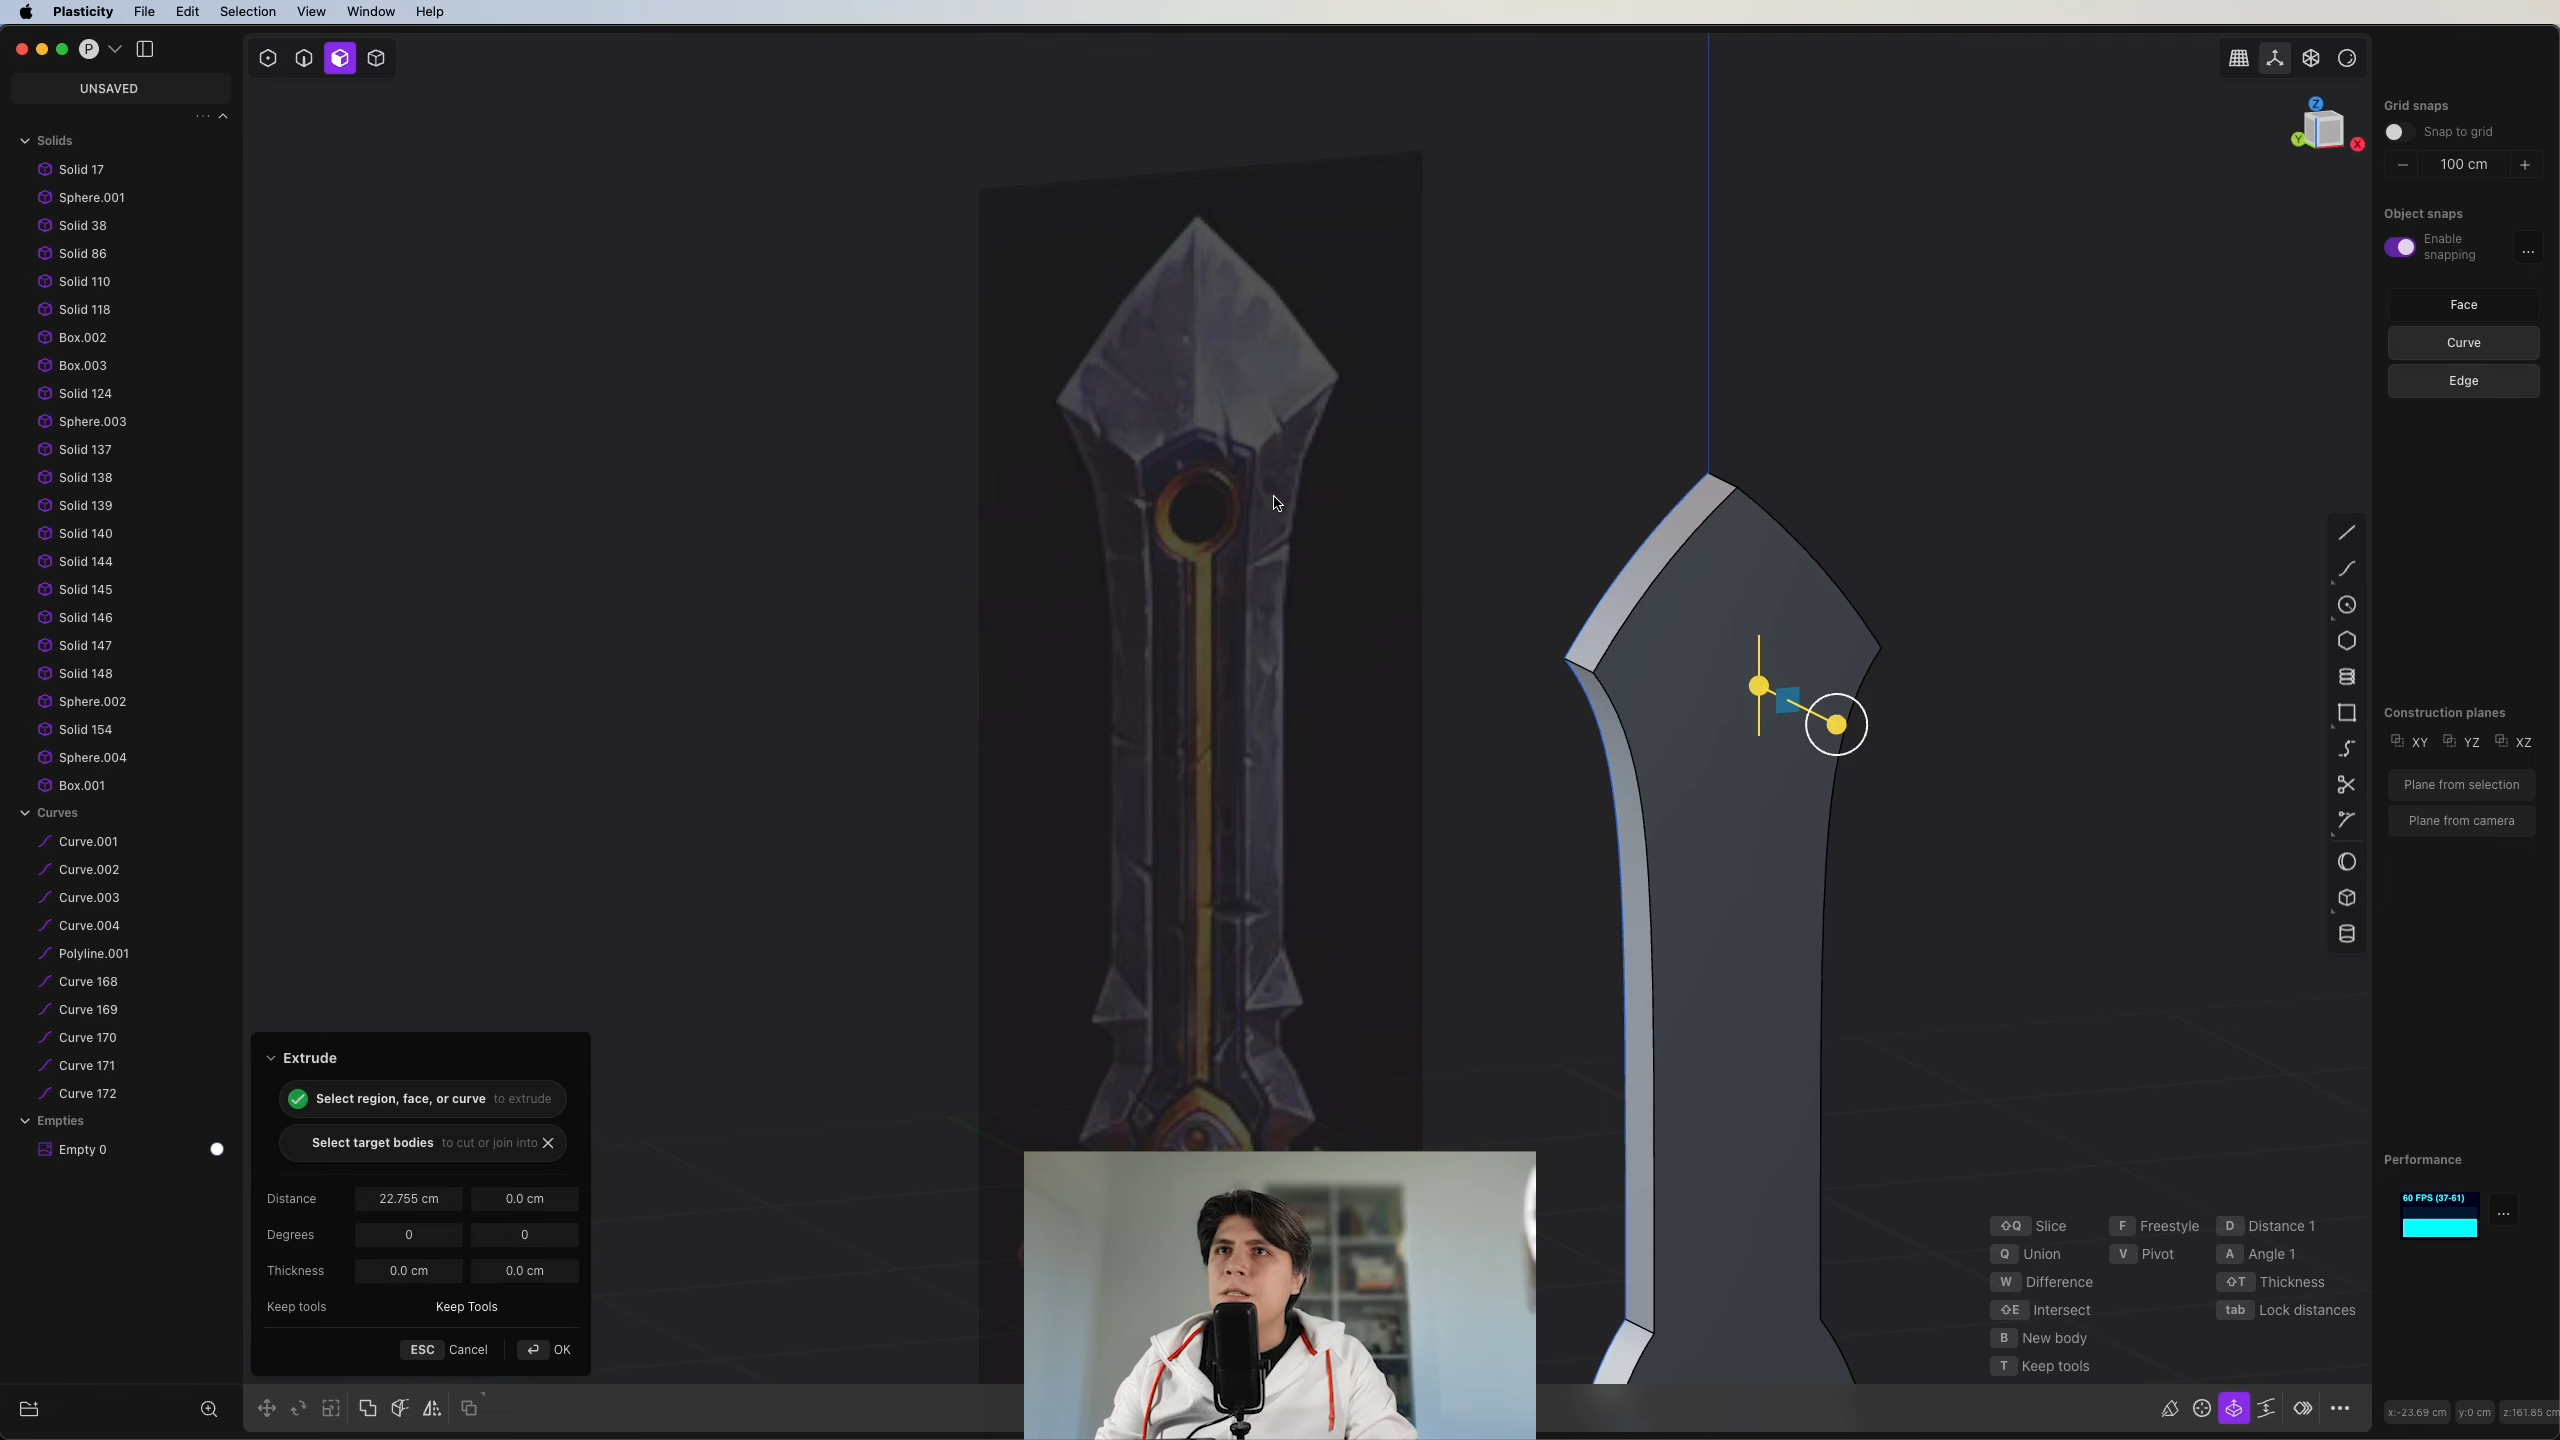 Plasticity File Edit Selection View Window Help
P
UNSAVED
Solids
Solid 17
Sphere.001
Solid 38
Solid 86
Solid 110
Solid 118
Box.002
Box.003
Solid 124
Sphere.003
Solid 137
Solid 138
Solid 139
Solid 140
Solid 144
Solid 145
Solid 146
Solid 147
Solid 148
Sphere.002
Solid 154
Sphere.004
Box.001
Curves
Curve.001
Curve.002
Curve.003
Curve.004
Polyline.001
Curve 168
Curve 169
Curve 170
Curve 171
Curve 172
Empties
Empty 0
Extrude
Select region, face, or curve to extrude
Select target bodies to cut or join into
Distance 22.755 cm 0.0 cm
Degrees 0 0
Thickness 0.0 cm 0.0 cm
Keep tools Keep Tools
ESC Cancel OK
Z
Y
X
⇧Q Slice F Freestyle D Distance 1
Q Union V Pivot A Angle 1
W Difference ⇧T Thickness
⇧E Intersect tab Lock distances
B New body
T Keep tools
Grid snaps
Snap to grid
100 cm
Object snaps
Enable
snapping
Face
Curve
Edge
Construction planes
XY YZ XZ
Plane from selection
Plane from camera
Performance
60 FPS (37-61)
x:-23.69 cm y:0 cm z:161.85 cm